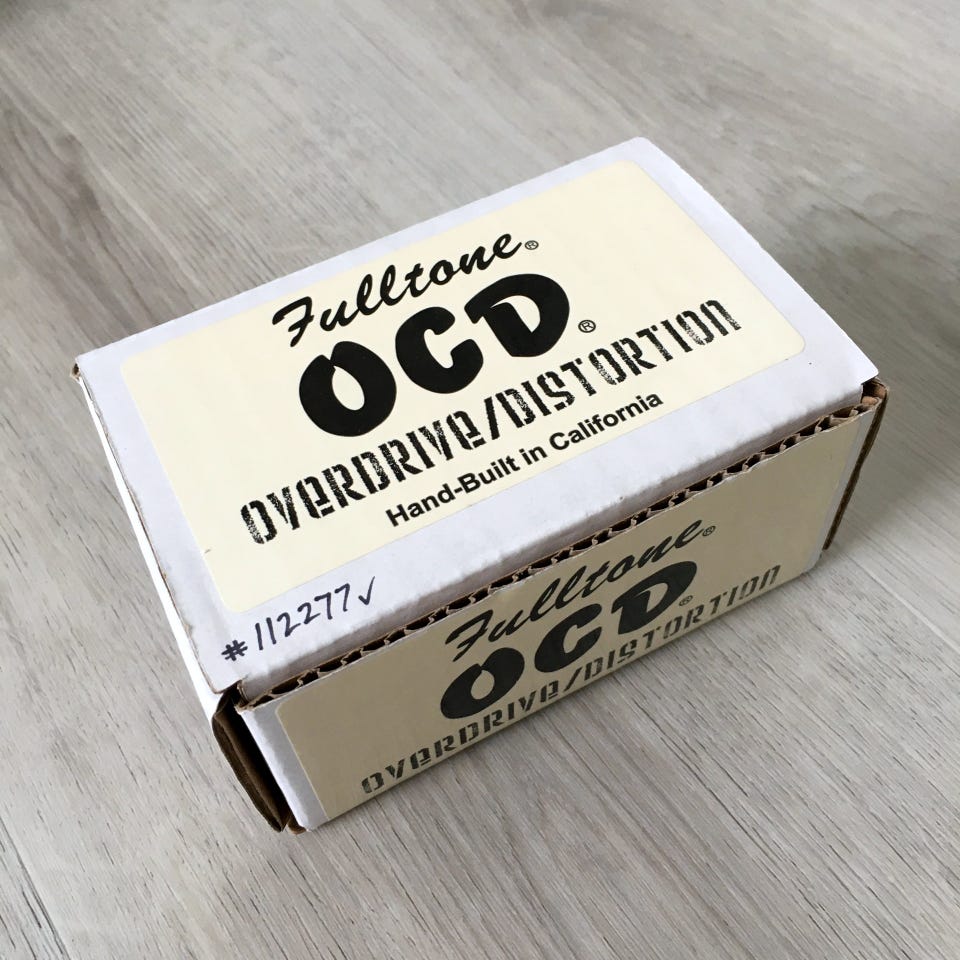 Fulltone®
OCD®
OVERDRIVE/DISTORTION
Hand-Built in California
#112277✓
Fulltone®
OCD®
OVERDRIVE/DISTORTION